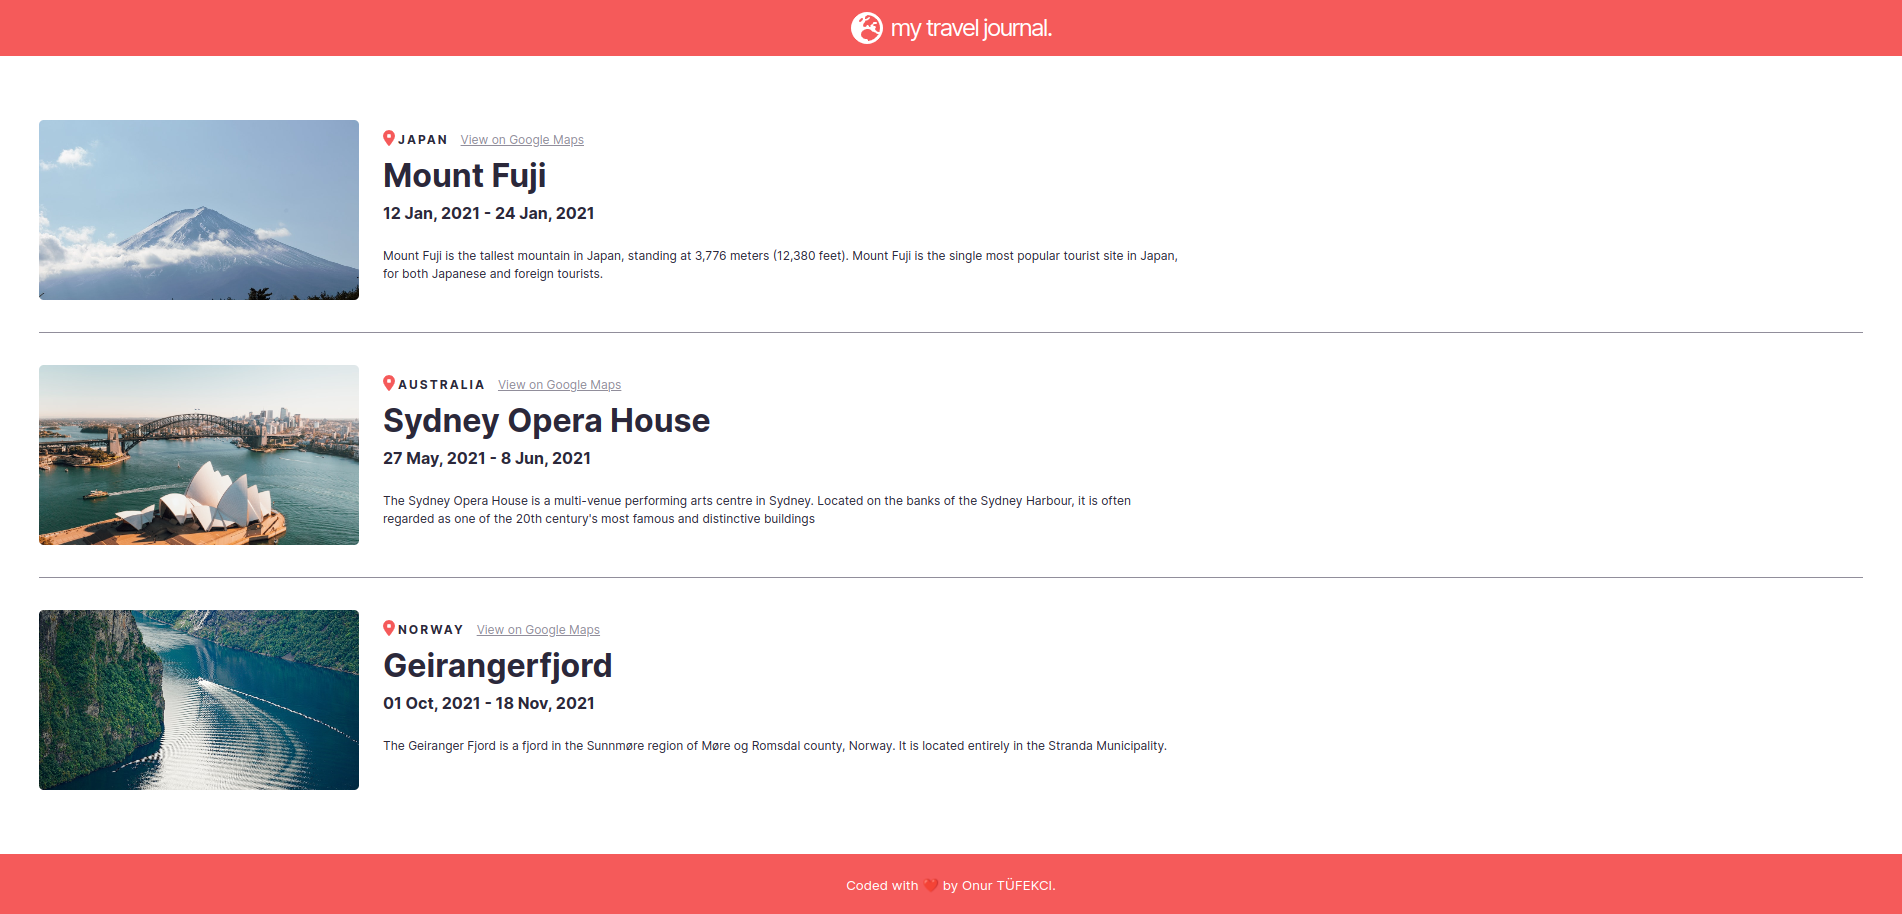 my travel journal.
JAPAN View on Google Maps
Mount Fuji
12 Jan, 2021 - 24 Jan, 2021
Mount Fuji is the tallest mountain in Japan, standing at 3,776 meters (12,380 feet). Mount Fuji is the single most popular tourist site in Japan,
for both Japanese and foreign tourists.
AUSTRALIA View on Google Maps
Sydney Opera House
27 May, 2021 - 8 Jun, 2021
The Sydney Opera House is a multi-venue performing arts centre in Sydney. Located on the banks of the Sydney Harbour, it is often
regarded as one of the 20th century's most famous and distinctive buildings
NORWAY View on Google Maps
Geirangerfjord
01 Oct, 2021 - 18 Nov, 2021
The Geiranger Fjord is a fjord in the Sunnmøre region of Møre og Romsdal county, Norway. It is located entirely in the Stranda Municipality.
Coded with ❤️ by Onur TÜFEKCI.